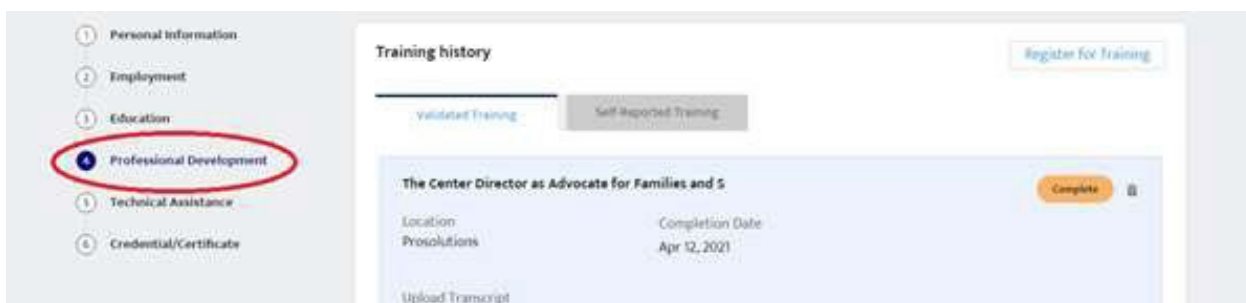 1 Personal Information
2 Employment
3 Education
4 Professional Development
5 Technical Assistance
6 Credential/Certificate
Training history
Register for Training
Validated Training
Self-Reported Training
The Center Director as Advocate for Families and S
Complete
Location
Prosolutions
Completion Date
Apr 12, 2021
Upload Transcript